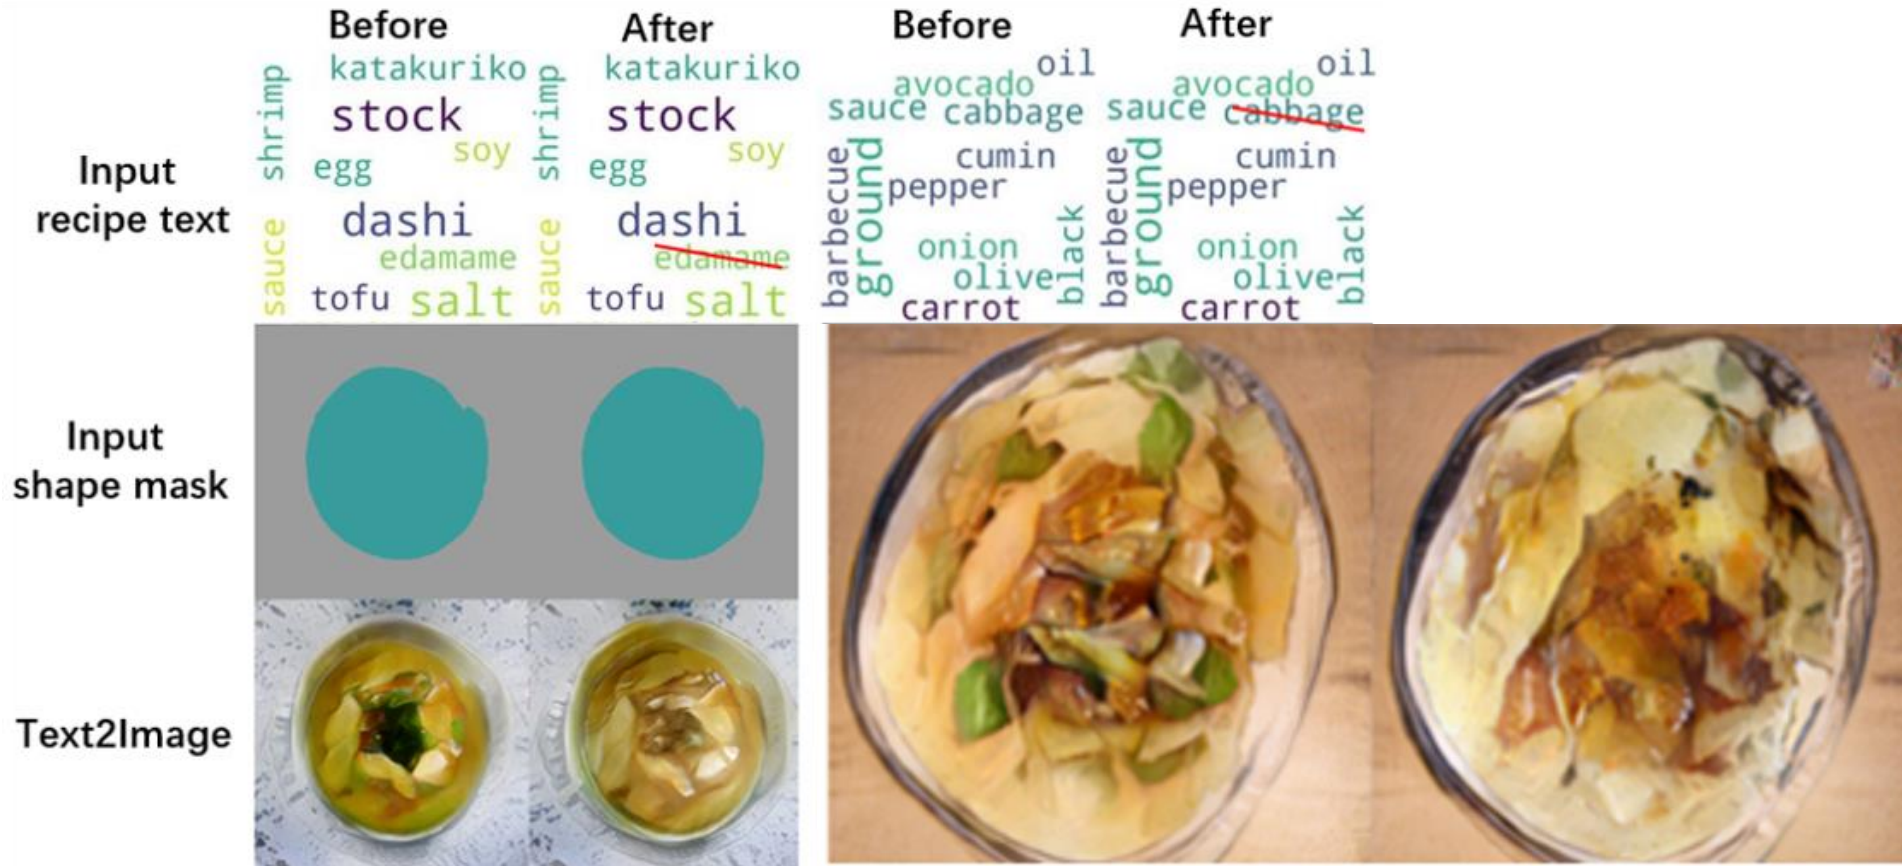 Before
After
Before
After
Input
recipe text
shrimp
katakuriko
stock
soy
egg
dashi
sauce
edamame
tofu
salt
shrimp
katakuriko
stock
soy
egg
dashi
sauce
edamame
tofu
salt
oil
avocado
sauce
cabbage
cumin
barbecue
ground
pepper
onion
black
olive
carrot
oil
avocado
sauce
cabbage
cumin
barbecue
ground
pepper
onion
black
olive
carrot
Input
shape mask
Text2Image